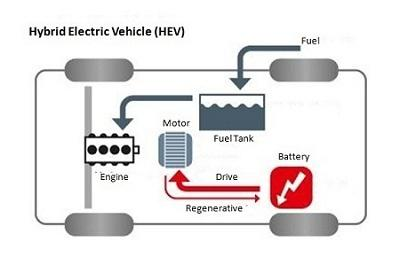 Hybrid Electric Vehicle (HEV)
Fuel
Motor
Fuel Tank
Battery
Engine
Drive
Regenerative